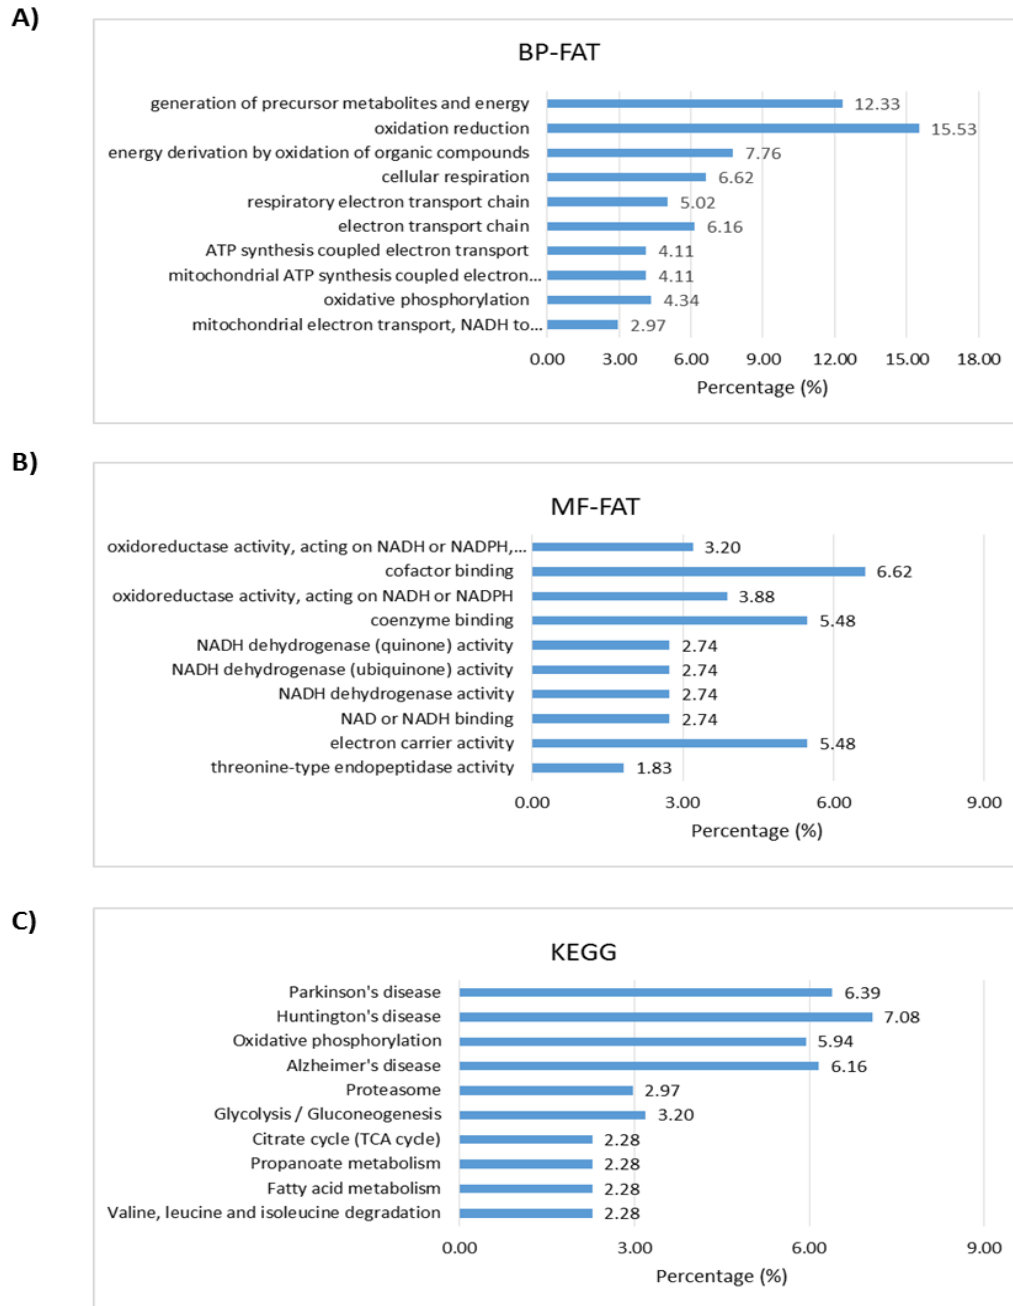 A)
BP-FAT
generation of precursor metabolites and energy 12.33
oxidation reduction 15.53
energy derivation by oxidation of organic compounds 7.76
cellular respiration 6.62
respiratory electron transport chain 5.02
electron transport chain 6.16
ATP synthesis coupled electron transport 4.11
mitochondrial ATP synthesis coupled electron... 4.11
oxidative phosphorylation 4.34
mitochondrial electron transport, NADH to... 2.97
0.00 3.00 6.00 9.00 12.00 15.00 18.00
Percentage (%)
B)
MF-FAT
oxidoreductase activity, acting on NADH or NADPH,... 3.20
cofactor binding 6.62
oxidoreductase activity, acting on NADH or NADPH 3.88
coenzyme binding 5.48
NADH dehydrogenase (quinone) activity 2.74
NADH dehydrogenase (ubiquinone) activity 2.74
NADH dehydrogenase activity 2.74
NAD or NADH binding 2.74
electron carrier activity 5.48
threonine-type endopeptidase activity 1.83
0.00 3.00 6.00 9.00
Percentage (%)
C)
KEGG
Parkinson's disease 6.39
Huntington's disease 7.08
Oxidative phosphorylation 5.94
Alzheimer's disease 6.16
Proteasome 2.97
Glycolysis / Gluconeogenesis 3.20
Citrate cycle (TCA cycle) 2.28
Propanoate metabolism 2.28
Fatty acid metabolism 2.28
Valine, leucine and isoleucine degradation 2.28
0.00 3.00 6.00 9.00
Percentage (%)